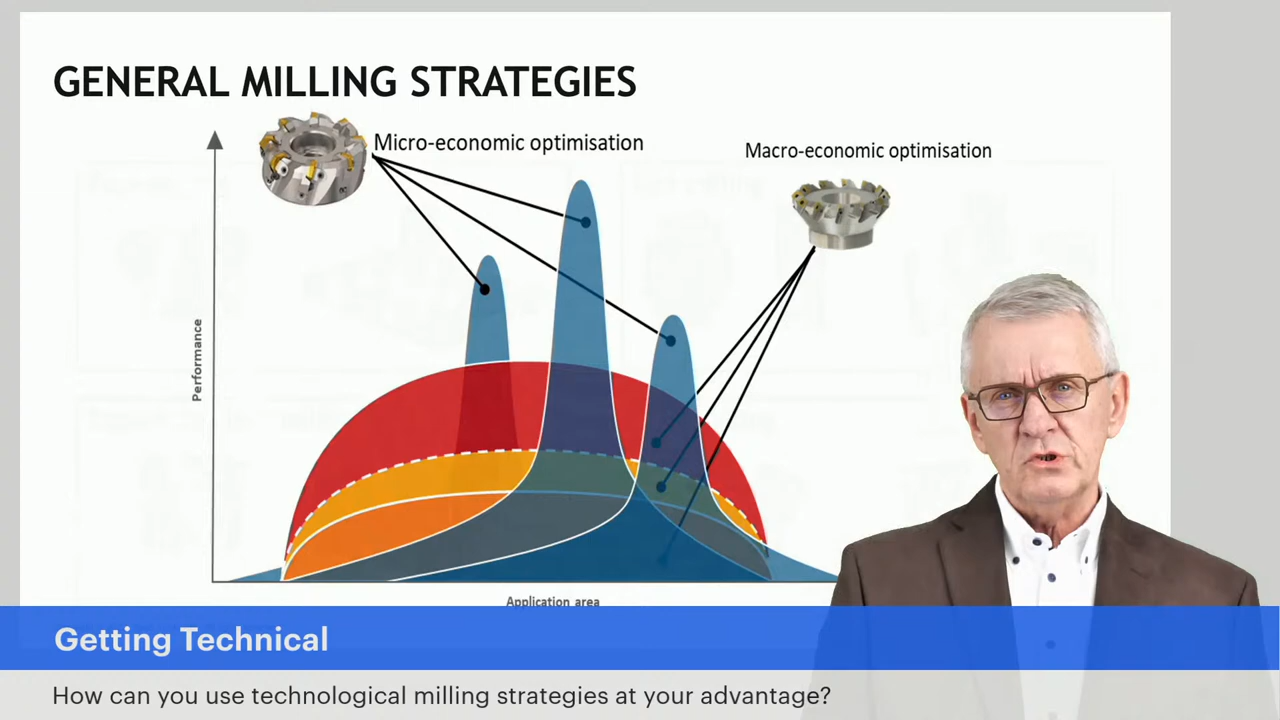 GENERAL MILLING STRATEGIES
Micro-economic optimisation
Macro-economic optimisation
Performance
Application area
Getting Technical
How can you use technological milling strategies at your advantage?